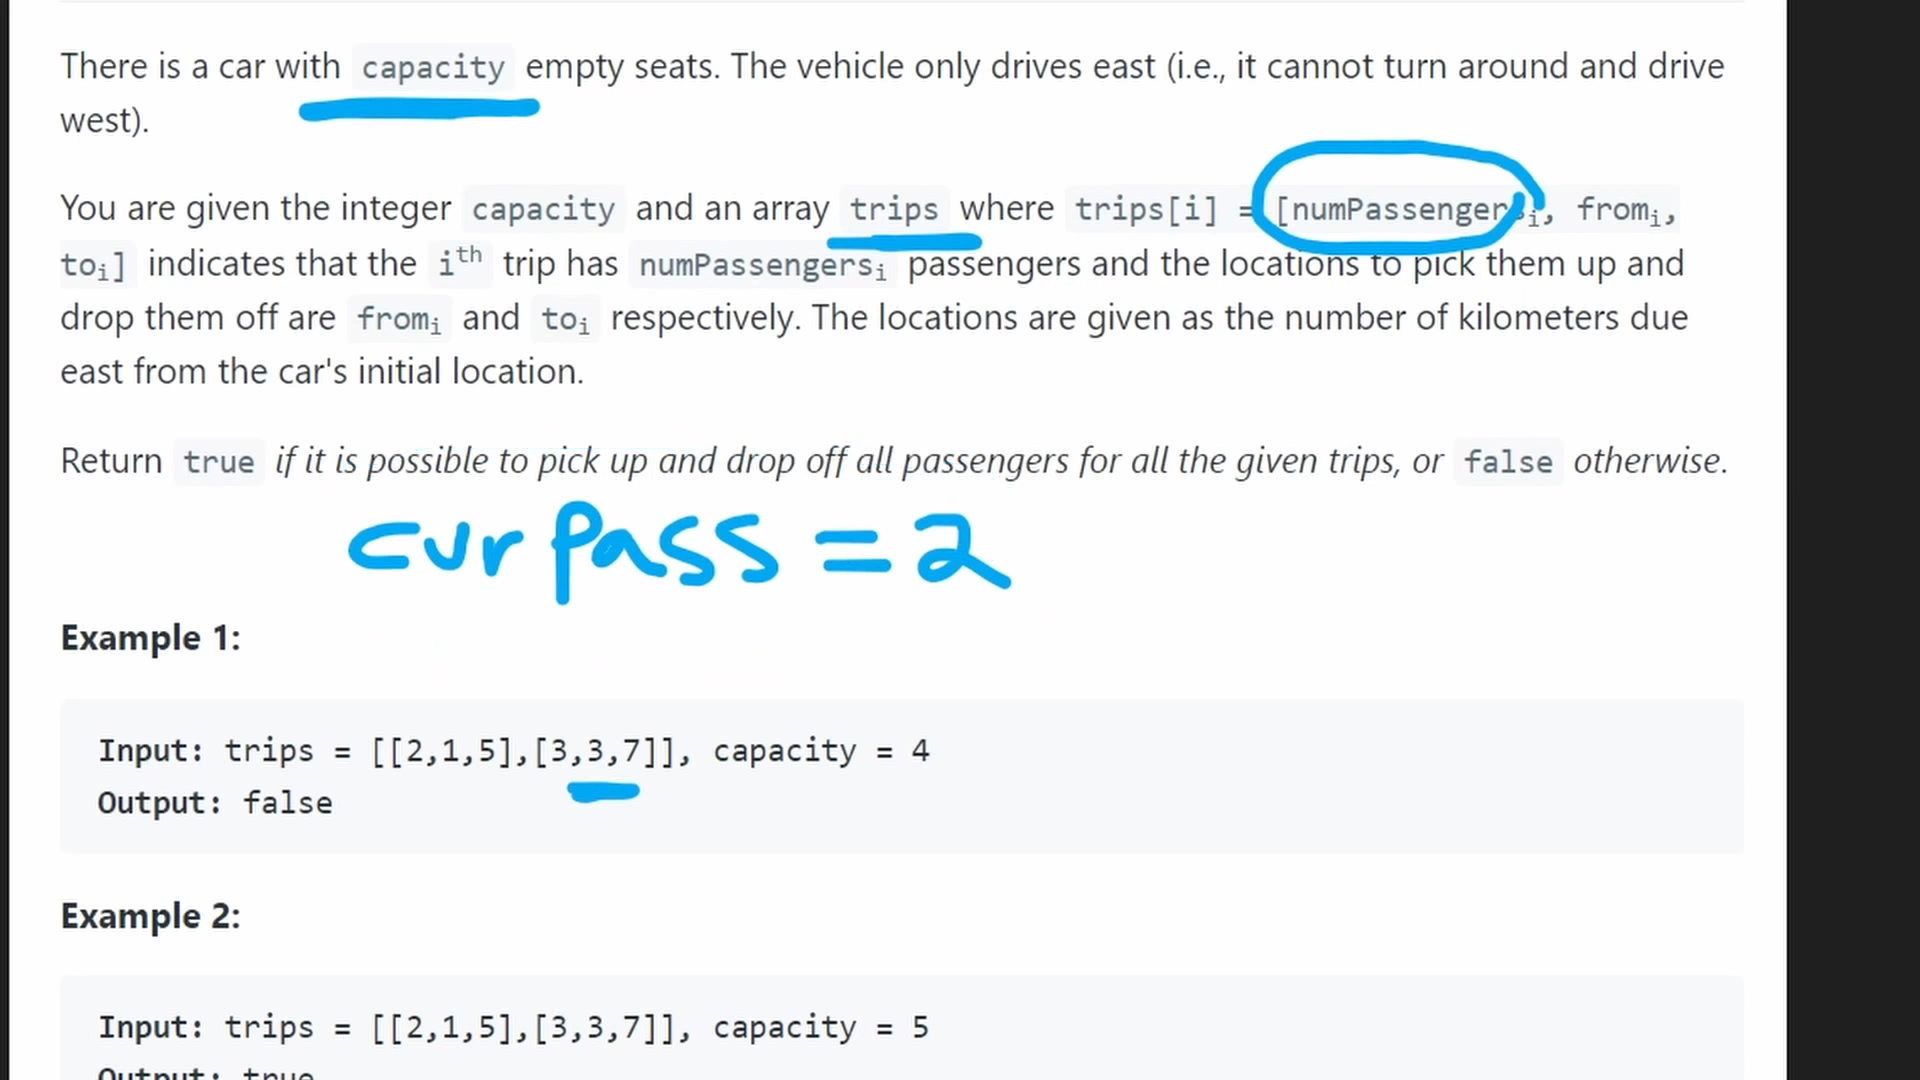 There is a car with capacity empty seats. The vehicle only drives east (i.e., it cannot turn around and drive
west).
You are given the integer capacity and an array trips where trips[i] = [numPassengersᵢ, fromᵢ,
toᵢ] indicates that the iᵗʰ trip has numPassengersᵢ passengers and the locations to pick them up and
drop them off are fromᵢ and toᵢ respectively. The locations are given as the number of kilometers due
east from the car's initial location.
Return true if it is possible to pick up and drop off all passengers for all the given trips, or false otherwise.
cur pass = 2
Example 1:
Input: trips = [[2,1,5],[3,3,7]], capacity = 4
Output: false
Example 2:
Input: trips = [[2,1,5],[3,3,7]], capacity = 5
Output: true